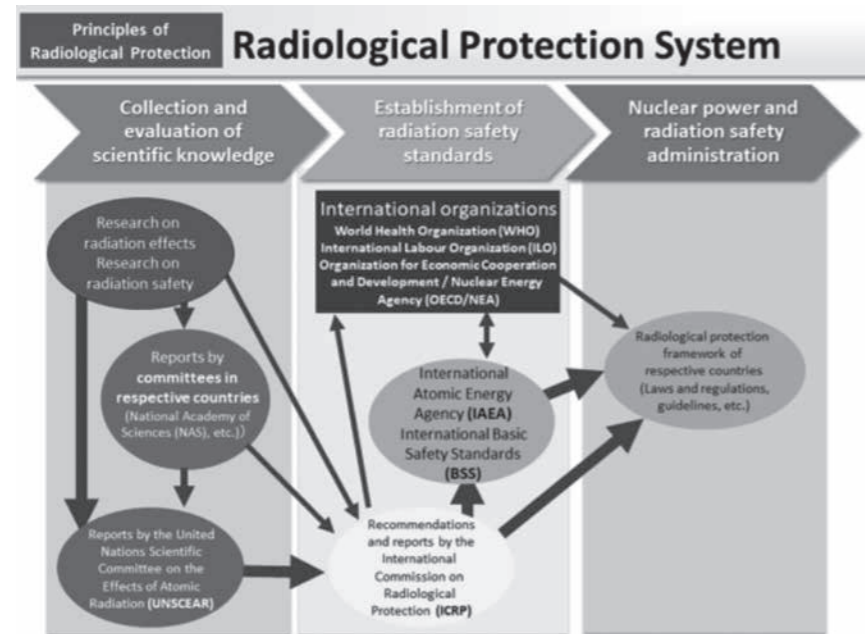 Principles of
Radiological Protection
Radiological Protection System
Collection and
evaluation of
scientific knowledge
Establishment of
radiation safety
standards
Nuclear power and
radiation safety
administration
Research on
radiation effects
Research on
radiation safety
Reports by
committees in
respective countries
(National Academy of
Sciences (NAS), etc.))
Reports by the United
Nations Scientific
Committee on the
Effects of Atomic
Radiation (UNSCEAR)
International organizations
World Health Organization (WHO)
International Labour Organization (ILO)
Organization for Economic Cooperation
and Development / Nuclear Energy
Agency (OECD/NEA)
International
Atomic Energy
Agency (IAEA)
International Basic
Safety Standards
(BSS)
Recommendations
and reports by the
International
Commission on
Radiological
Protection (ICRP)
Radiological protection
framework of
respective countries
(Laws and regulations,
guidelines, etc.)